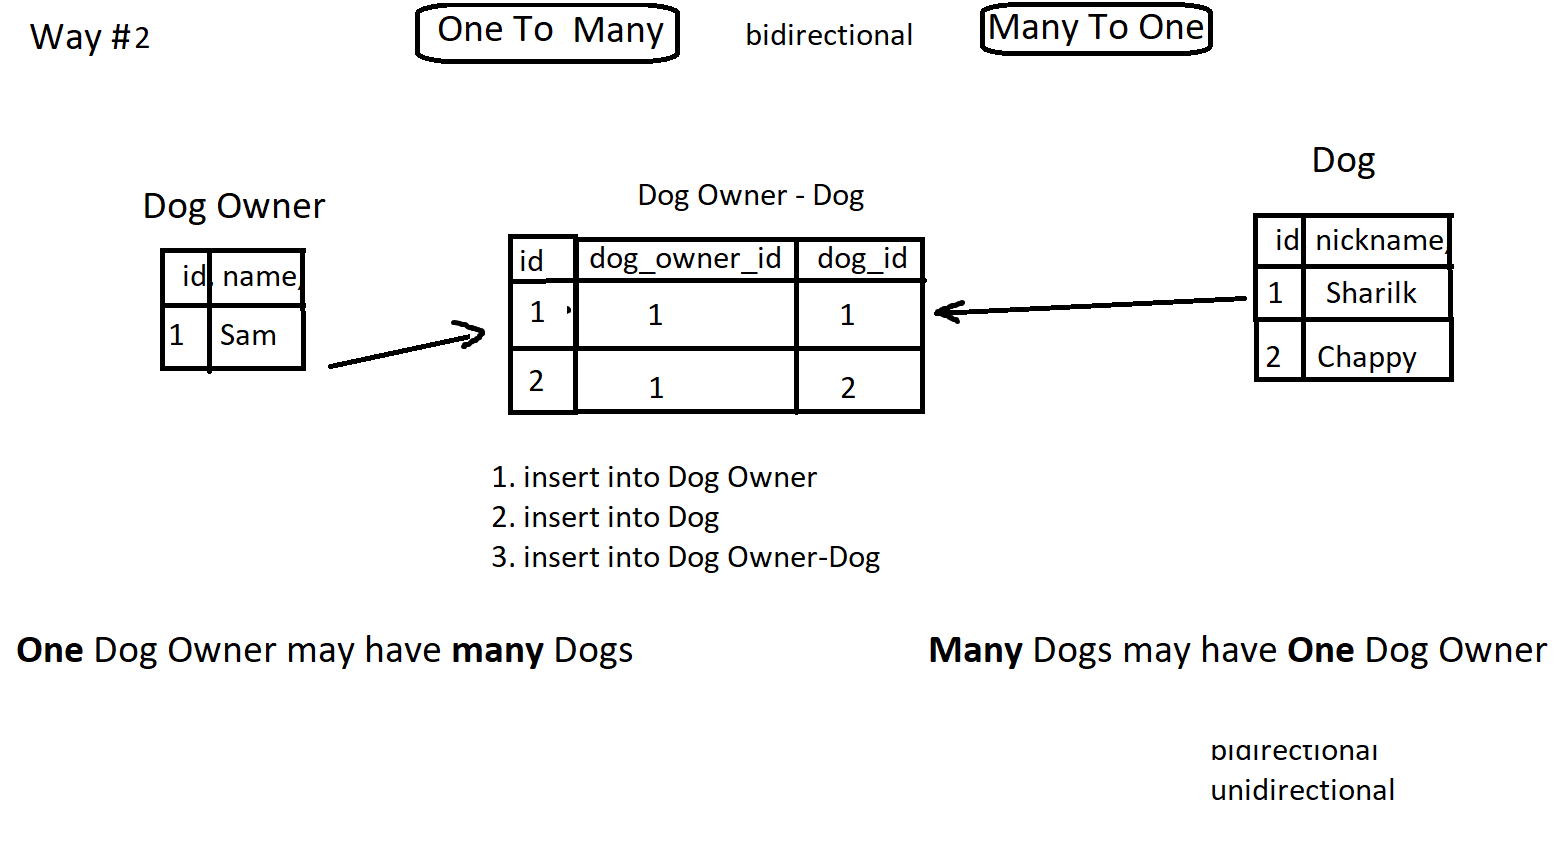 Way #2
One To Many
bidirectional
Many To One
Dog Owner
id, name,
1 Sam
Dog Owner - Dog
id dog_owner_id dog_id
1 1 1
2 1 2
Dog
id nickname,
1 Sharilk
2 Chappy
1. insert into Dog Owner
2. insert into Dog
3. insert into Dog Owner-Dog
One Dog Owner may have many Dogs
Many Dogs may have One Dog Owner
bidirectional
unidirectional